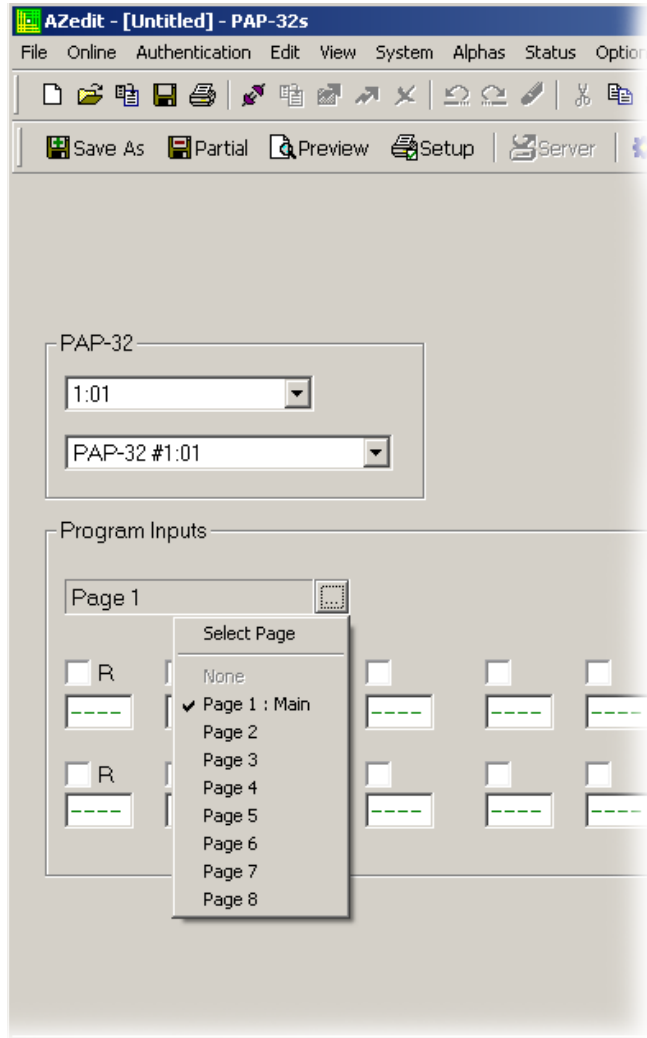 AZedit - [Untitled] - PAP-32s
File Online Authentication Edit View System Alphas Status
Save As Partial Preview Setup Server
PAP-32
1:01
PAP-32 #1:01
Program Inputs
Page 1 ...
Select Page
None
Page 1 : Main
Page 2
Page 3
Page 4
Page 5
Page 6
Page 7
Page 8
R
---- ---- ---- ----
R
---- ---- ---- ----